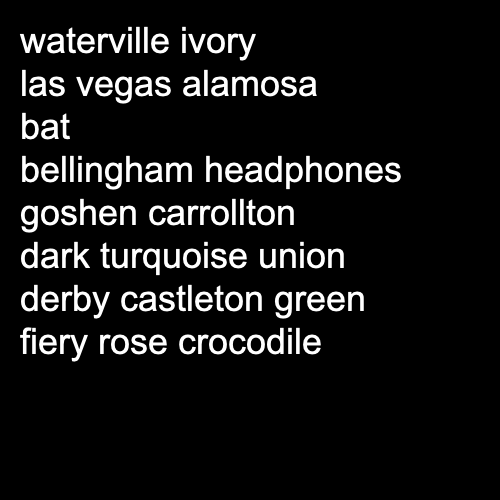 waterville ivory
las vegas alamosa
bat
bellingham headphones
goshen carrollton
dark turquoise union
derby castleton green
fiery rose crocodile